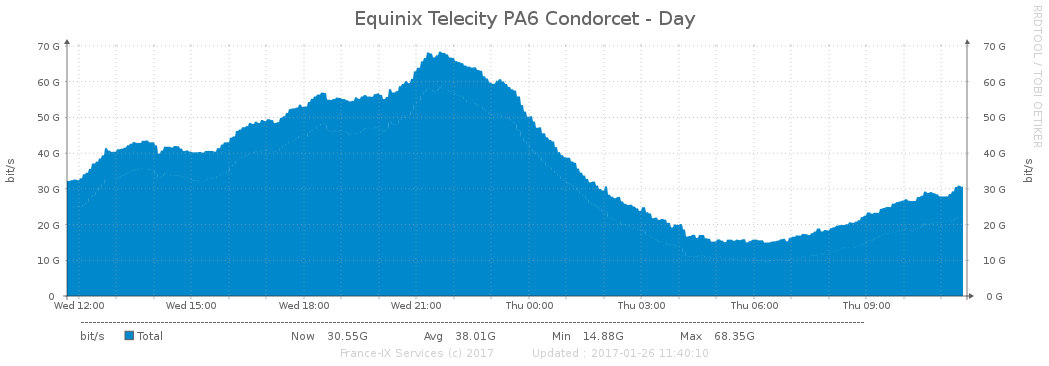 Equinix Telecity PA6 Condorcet - Day
RRDTOOL / TOBI OETIKER
70 G 70 G
60 G 60 G
50 G 50 G
40 G 40 G
30 G 30 G
20 G 20 G
10 G 10 G
0 0 G
bit/s bit/s
Wed 12:00 Wed 15:00 Wed 18:00 Wed 21:00 Thu 00:00 Thu 03:00 Thu 06:00 Thu 09:00
bit/s Total Now 30.55G Avg 38.01G Min 14.88G Max 68.35G
France-IX Services (c) 2017 Updated : 2017-01-26 11:40:10